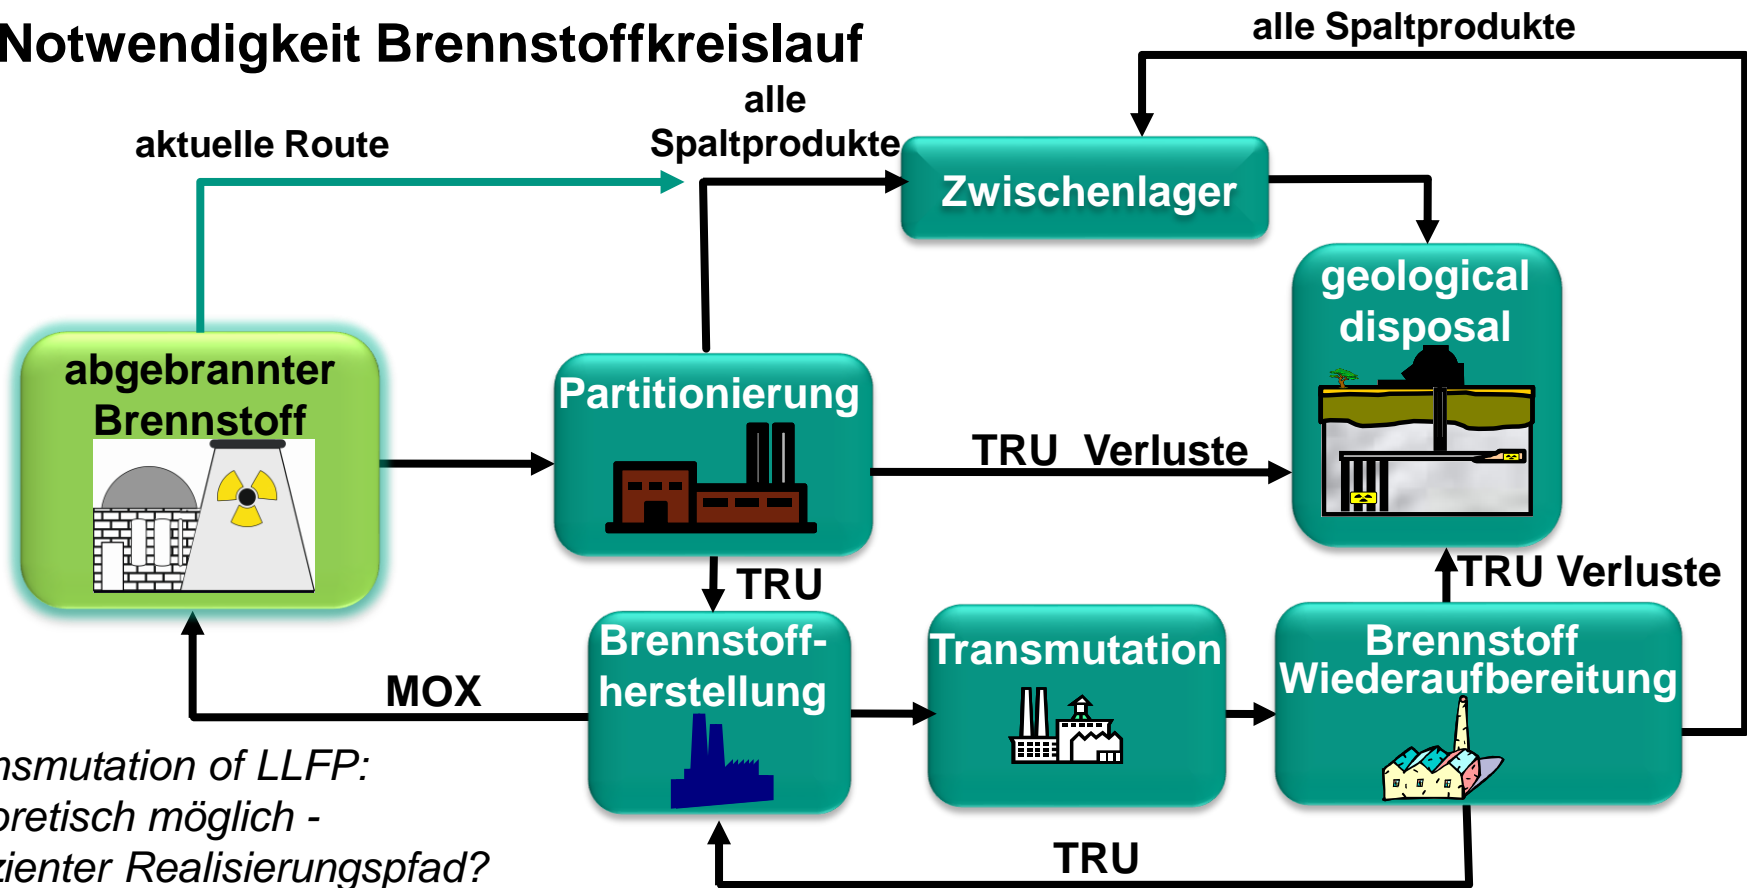 Notwendigkeit Brennstoffkreislauf
alle Spaltprodukte
alle
Spaltprodukte
aktuelle Route
Zwischenlager
geological
disposal
abgebrannter
Brennstoff
Partitionierung
TRU Verluste
TRU
TRU Verluste
Brennstoff-
herstellung
Transmutation
Brennstoff
Wiederaufbereitung
MOX
nsmutation of LLFP:
oretisch möglich -
zienter Realisierungspfad?
TRU